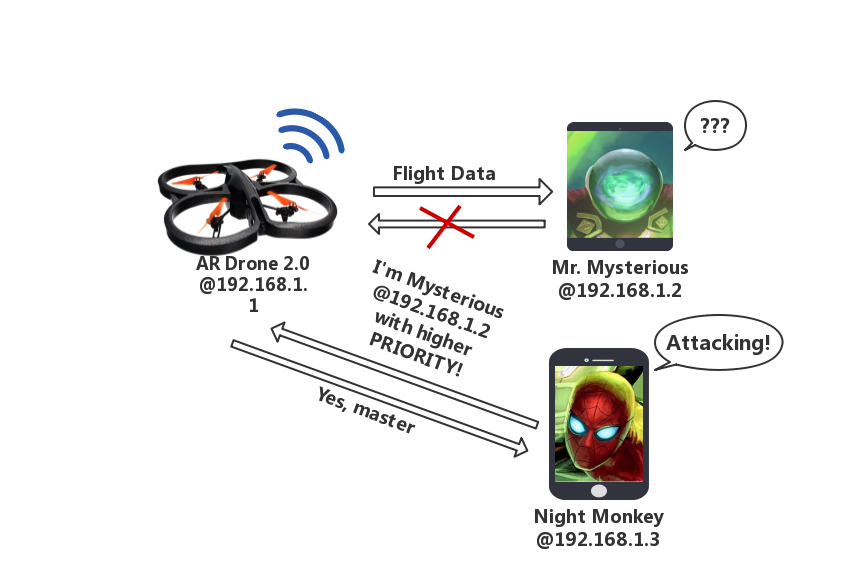 ???
Flight Data
AR Drone 2.0
@192.168.1.
1
Mr. Mysterious
@192.168.1.2
I'm Mysterious
@192.168.1.2
with higher
PRIORITY!
Attacking!
Yes, master
Night Monkey
@192.168.1.3